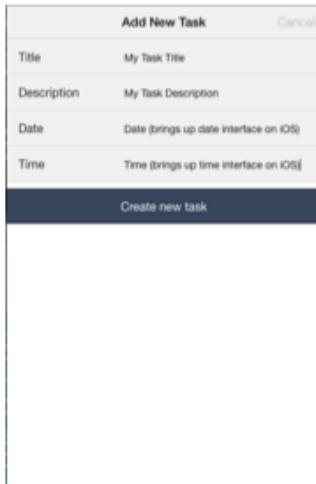 Add New Task Cancel
Title My Task Title
Description My Task Description
Date Date (brings up date interface on iOS)
Time Time (brings up time interface on iOS)
Create new task